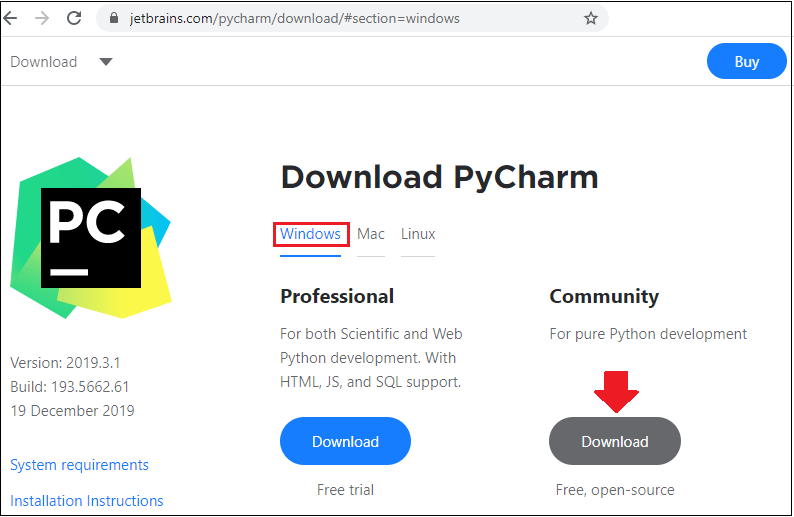 jetbrains.com/pycharm/download/#section=windows
Download
Buy
PC
Download PyCharm
Windows Mac Linux
Professional
For both Scientific and Web
Python development. With
HTML, JS, and SQL support.
Download
Free trial
Community
For pure Python development
Download
Free, open-source
Version: 2019.3.1
Build: 193.5662.61
19 December 2019
System requirements
Installation Instructions